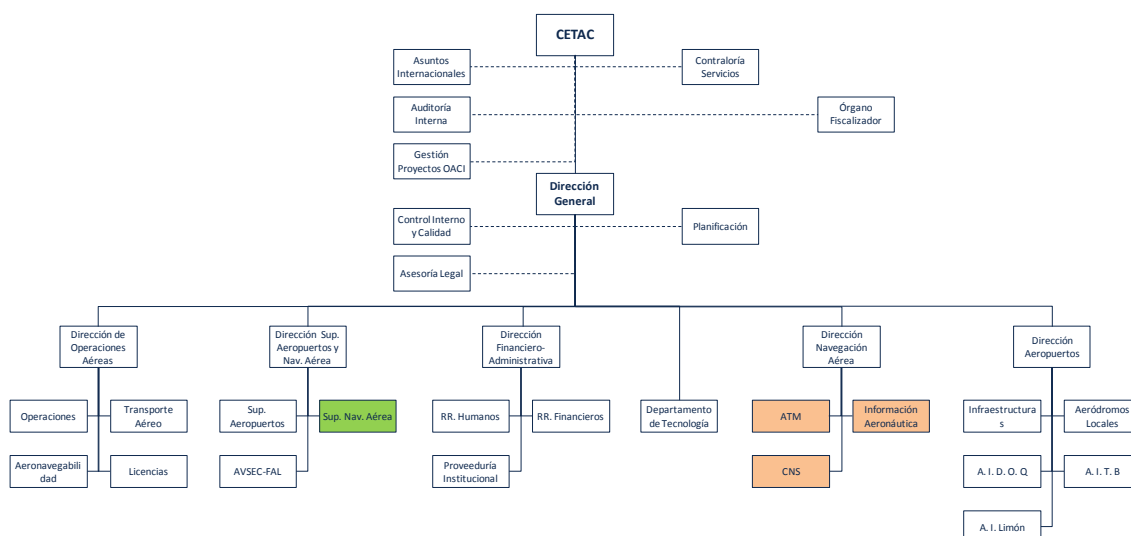 CETAC
Asuntos
Internacionales
Contraloría
Servicios
Auditoría
Interna
Órgano
Fiscalizador
Gestión
Proyectos OACI
Dirección
General
Control Interno
y Calidad
Planificación
Asesoría Legal
Dirección de
Operaciones
Aéreas
Dirección Sup.
Aeropuertos y
Nav. Aérea
Dirección
Financiero-
Administrativa
Dirección
Navegación
Aérea
Dirección
Aeropuertos
Operaciones
Transporte
Aéreo
Sup.
Aeropuertos
Sup. Nav. Aérea
RR. Humanos
RR. Financieros
Departamento
de Tecnología
ATM
Información
Aeronáutica
Infraestructura
s
Aeródromos
Locales
Aeronavegabili
dad
Licencias
AVSEC-FAL
Proveeduría
Institucional
CNS
A. I. D. O. Q
A. I. T. B
A. I. Limón